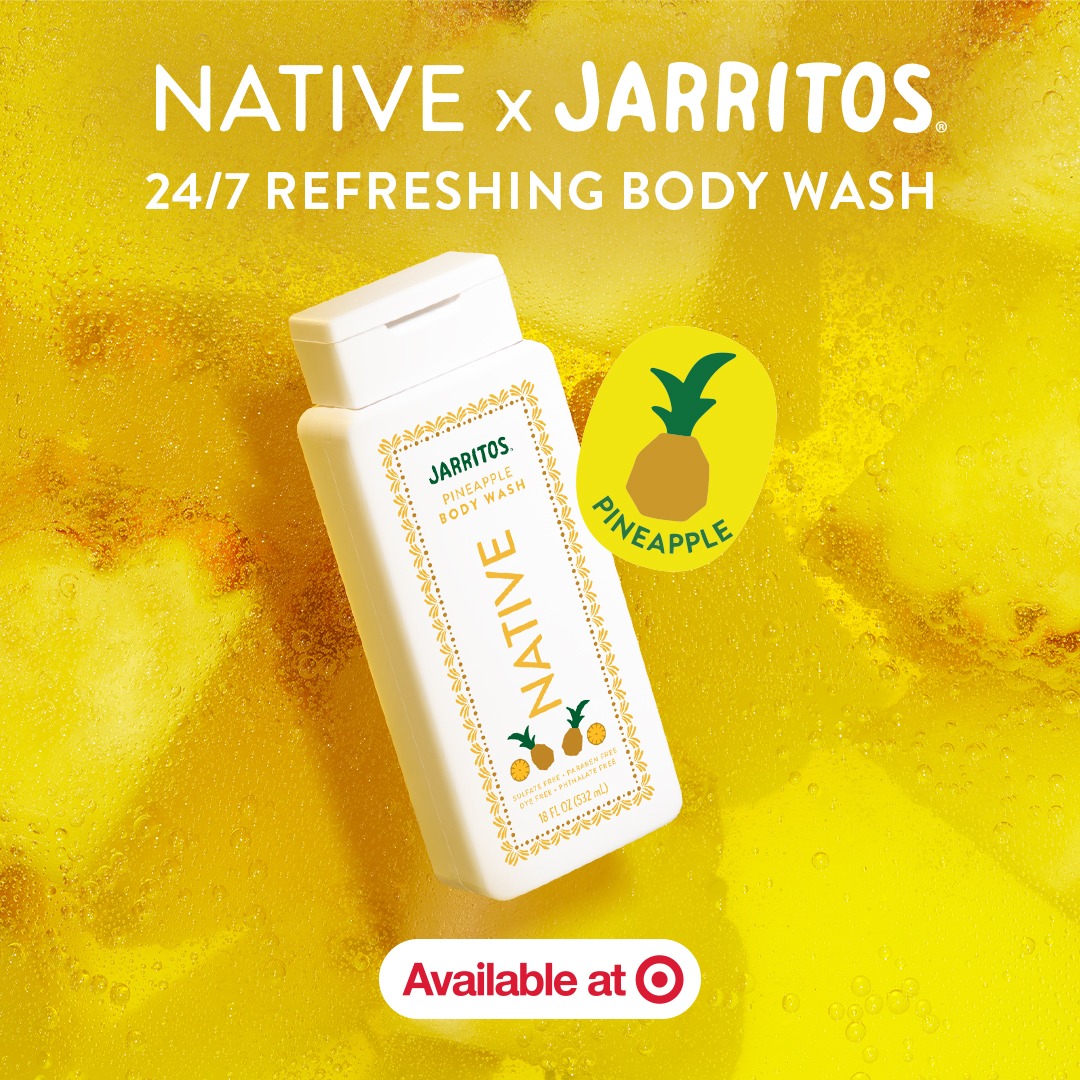 NATIVE x JARRITOS®
24/7 REFRESHING BODY WASH
JARRITOS
PINEAPPLE
BODY WASH
NATIVE
SULFATE FREE • PARABEN FREE
DYE FREE • PHTHALATE FREE
18 FL OZ (532 mL)
PINEAPPLE
Available at